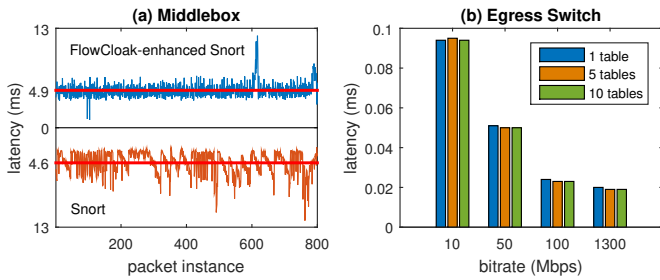 (a) Middlebox
13
FlowCloak-enhanced Snort
4.9
0
4.6
Snort
13
latency (ms)
200 400 600 800
packet instance
(b) Egress Switch
0.1
0.08
0.06
0.04
0.02
0
latency (ms)
1 table
5 tables
10 tables
10 50 100 1300
bitrate (Mbps)